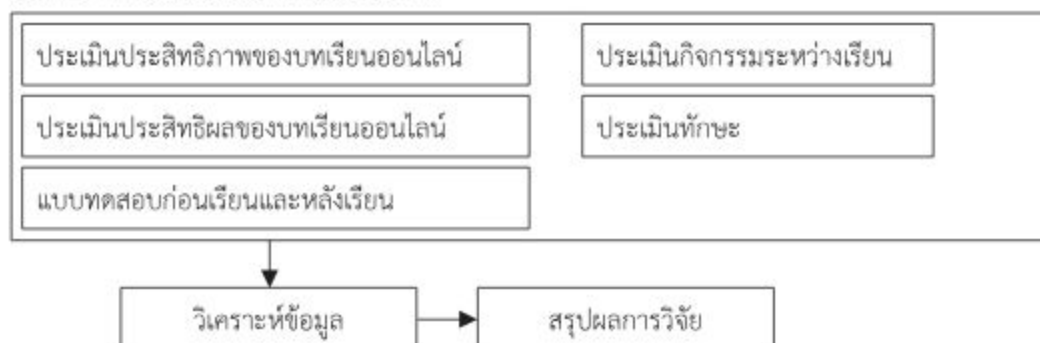 ประเมินประสิทธิภาพของบทเรียนออนไลน์
ประเมินกิจกรรมระหว่างเรียน
ประเมินประสิทธิผลของบทเรียนออนไลน์
ประเมินทักษะ
แบบทดสอบก่อนเรียนและหลังเรียน
วิเคราะห์ข้อมูล
สรุปผลการวิจัย